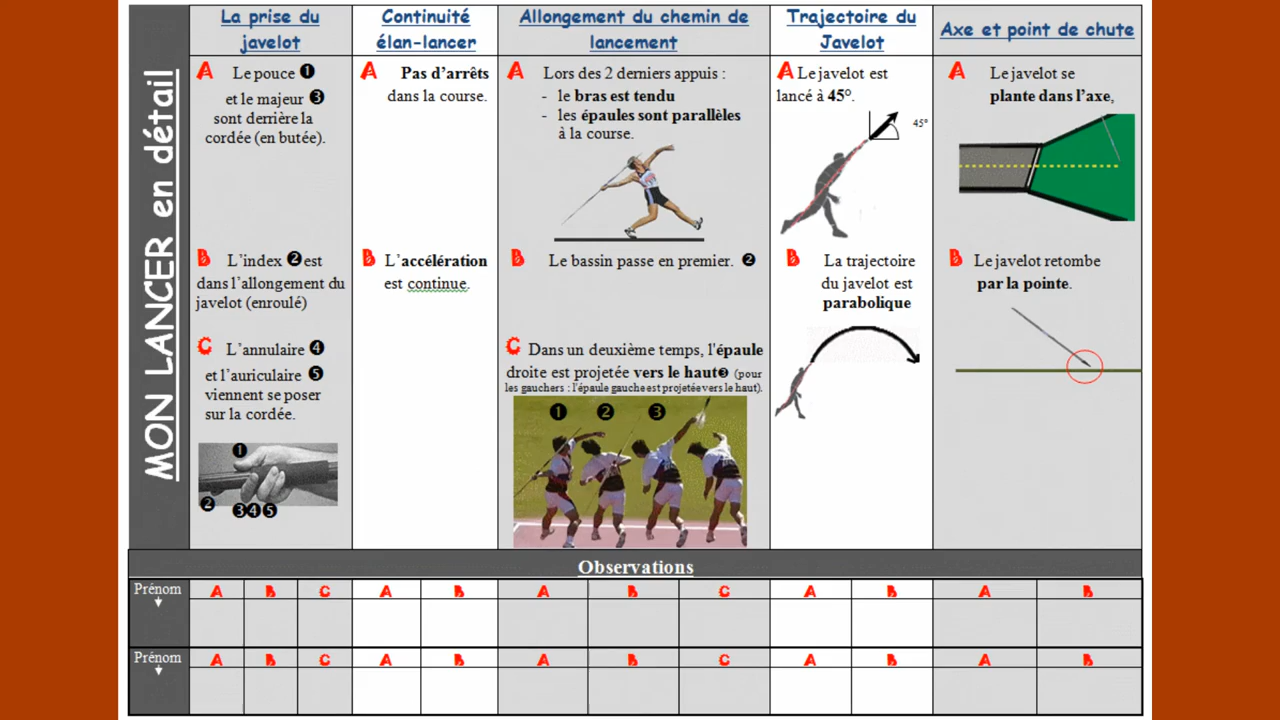 MON LANCER en détail
La prise du
javelot
A Le pouce ❶
et le majeur ❸
sont derrière la
cordée (en butée).
B L'index ❷ est
dans l'allongement du
javelot (enroulé)
C L'annulaire ❹
et l'auriculaire ❺
viennent se poser
sur la cordée.
❶
❷
❸❹❺
Continuité
élan-lancer
A Pas d'arrêts
dans la course.
B L'accélération
est continue.
Allongement du chemin de
lancement
A Lors des 2 derniers appuis :
- le bras est tendu
- les épaules sont parallèles
à la course.
B Le bassin passe en premier. ❷
C Dans un deuxième temps, l'épaule
droite est projetée vers le haut❸ (pour
les gauchers : l'épaule gauche est projetée vers le haut).
❶ ❷ ❸
Trajectoire du
Javelot
A Le javelot est
lancé à 45°.
45°
B La trajectoire
du javelot est
parabolique
Axe et point de chute
A Le javelot se
plante dans l'axe,
B Le javelot retombe
par la pointe.
Observations
Prénom A B C A B A B C A B A B
Prénom A B C A B A B C A B A B